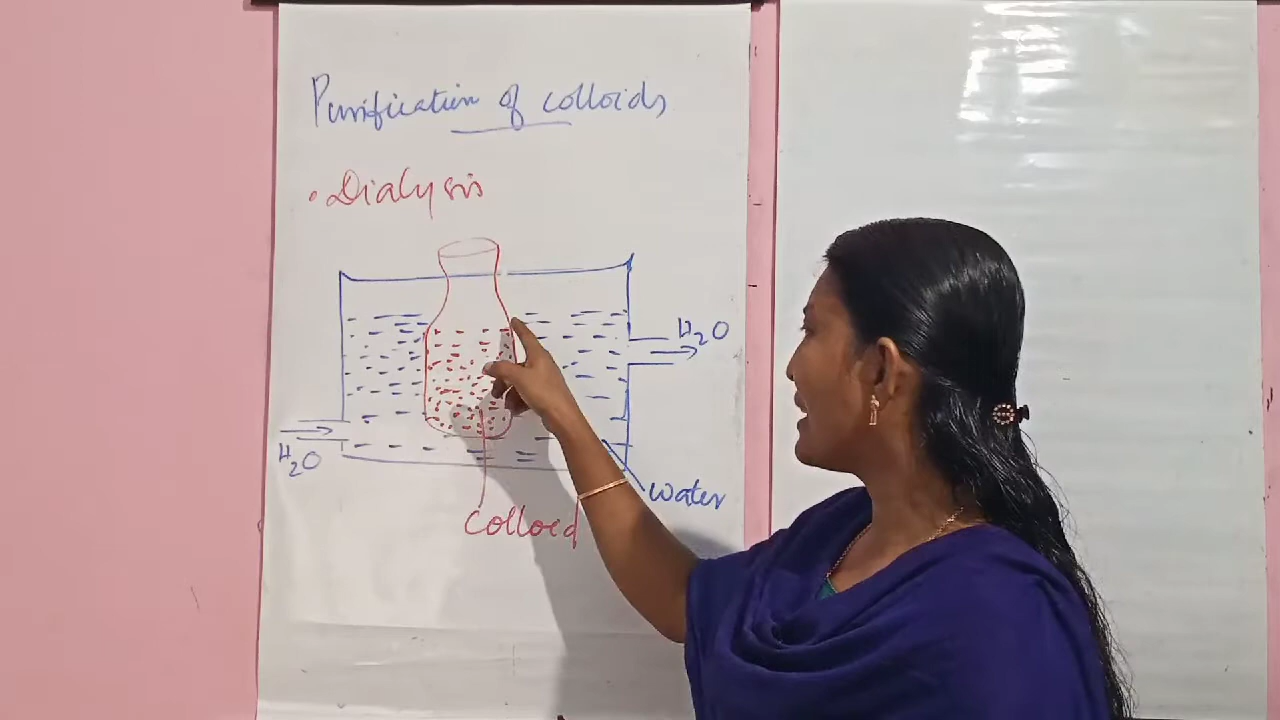 Purification of colloids
• Dialysis
H2O
H2O
water
Colloid